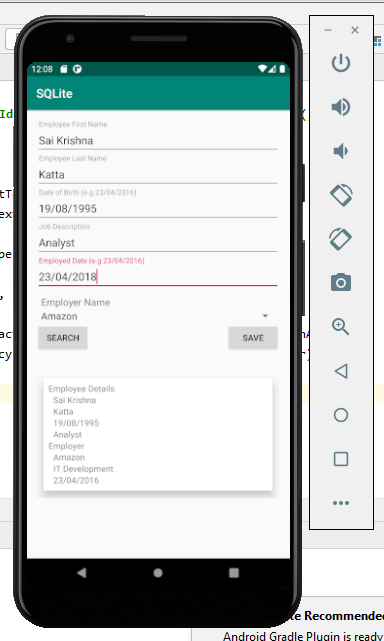 12:08
SQLite
Employee First Name
Sai Krishna
Employee Last Name
Katta
Date of Birth (e.g 23/04/2016)
19/08/1995
Job Description
Analyst
Employed Date (e.g 23/04/2016)
23/04/2018
Employer Name
Amazon
SEARCH SAVE
Employee Details
Sai Krishna
Katta
19/08/1995
Analyst
Employer
Amazon
IT Development
23/04/2016
Recommended
Android Gradle Plugin is ready